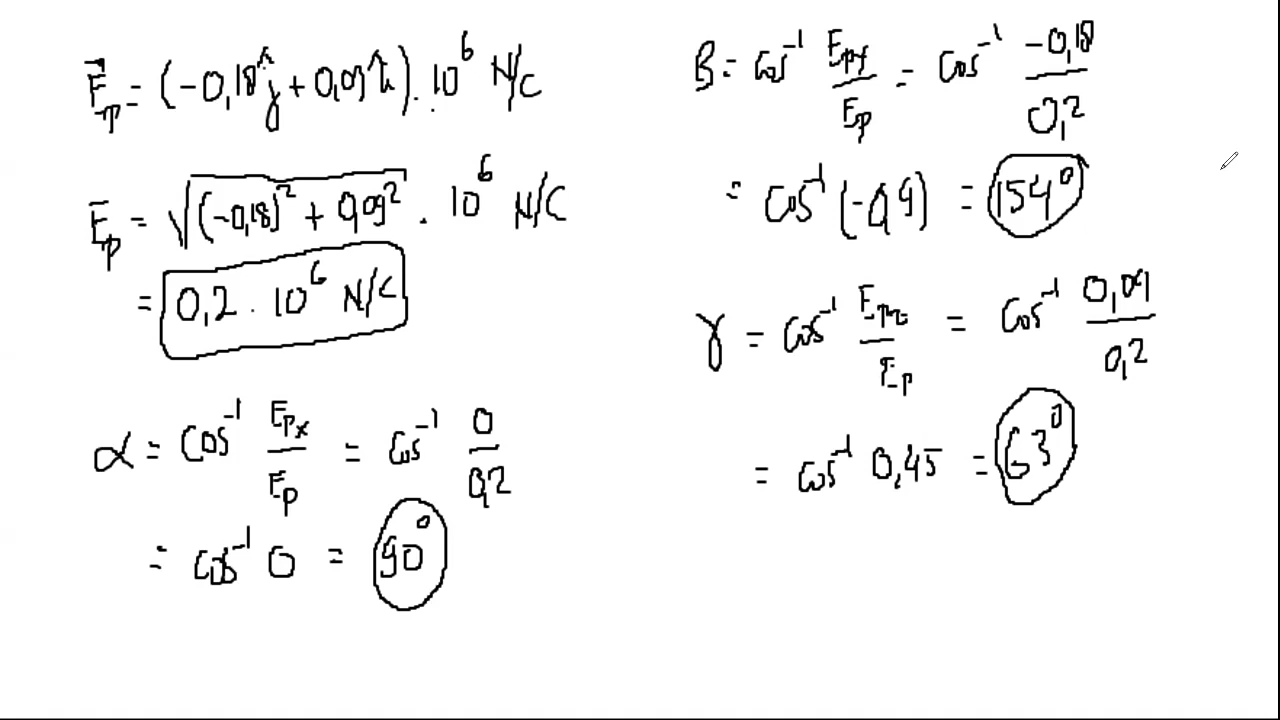 E⃗p = (-0,18ĵ + 0,09k̂) . 10⁶ N/C
Ep = √((-0,18)² + 0,09²) . 10⁶ N/C
= 0,2 . 10⁶ N/C
α = cos⁻¹ Epx/Ep = cos⁻¹ 0/0,2
= cos⁻¹ 0 = 90°
β = cos⁻¹ Epy/Ep = cos⁻¹ -0,18/0,2
= cos⁻¹ (-0,9) = 154°
γ = cos⁻¹ Epz/Ep = cos⁻¹ 0,09/0,2
= cos⁻¹ 0,45 = 63°